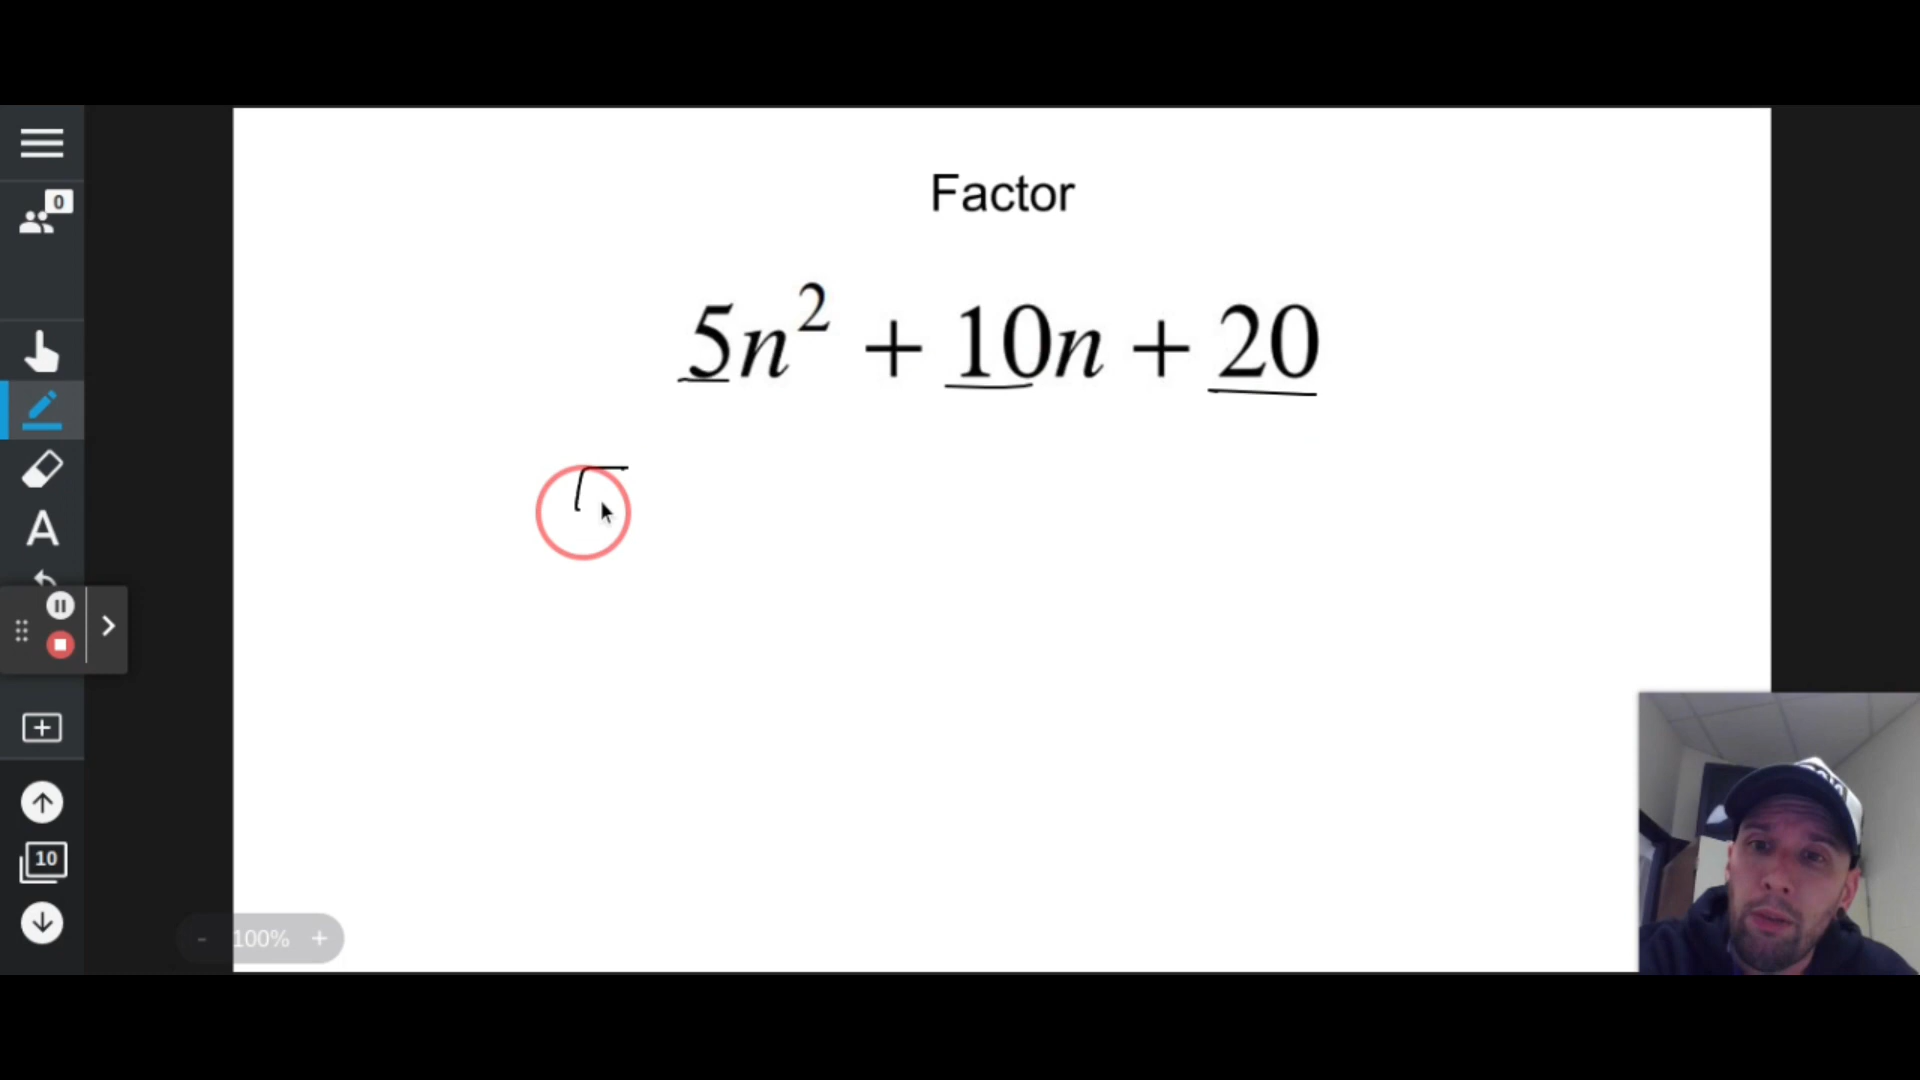 0
Factor
5n² + 10n + 20
A
10
- 100% +